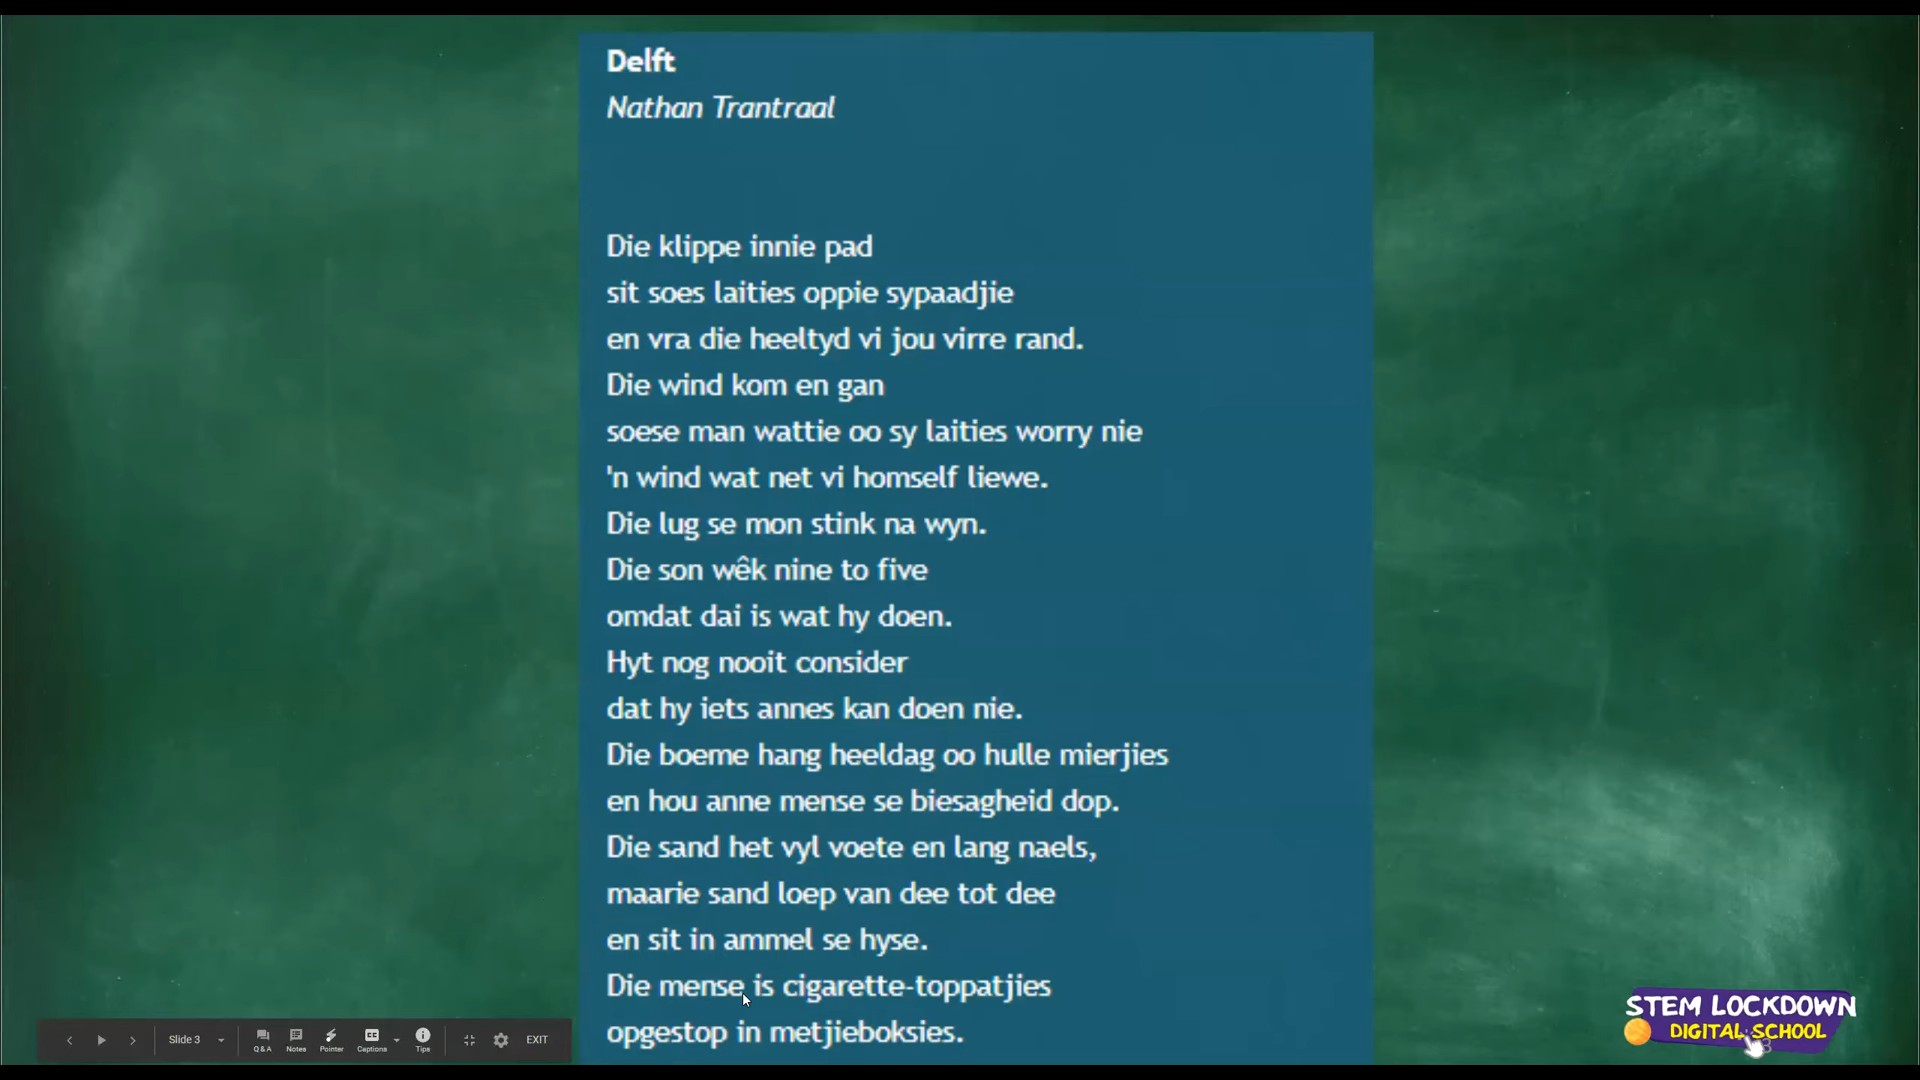 Delft
Nathan Trantraal
Die klippe innie pad
sit soes laities oppie sypaadjie
en vra die heeltyd vi jou virre rand.
Die wind kom en gan
soese man wattie oo sy laities worry nie
'n wind wat net vi homself liewe.
Die lug se mon stink na wyn.
Die son wêk nine to five
omdat dai is wat hy doen.
Hyt nog nooit consider
dat hy iets annes kan doen nie.
Die boeme hang heeldag oo hulle mierjies
en hou anne mense se biesagheid dop.
Die sand het vyl voete en lang naels,
maarie sand loep van dee tot dee
en sit in ammel se hyse.
Die mense is cigarette-toppatjies
opgestop in metjieboksies.
STEM LOCKDOWN
DIGITAL SCHOOL
Slide 3
Q&A
Notes
Pointer
CC
Captions
Tips
EXIT